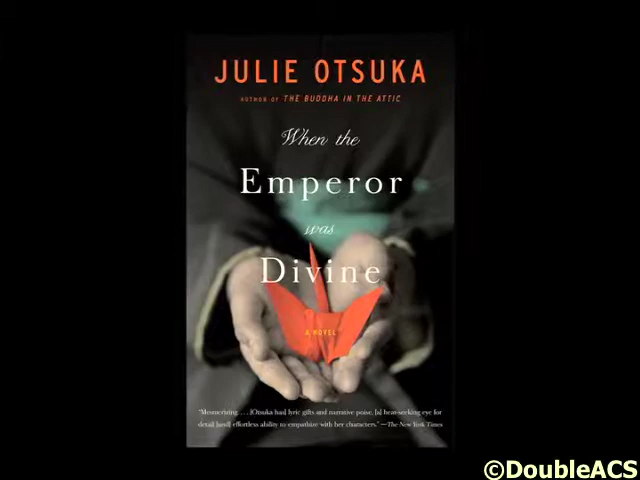 JULIE OTSUKA
AUTHOR OF THE BUDDHA IN THE ATTIC
When the
Emperor
was
Divine
A NOVEL
"Mesmerizing. . . . [Otsuka has] lyric gifts and narrative poise, [a] heat-seeking eye for
detail [and] effortless ability to empathize with her characters." —The New York Times
©DoubleACS